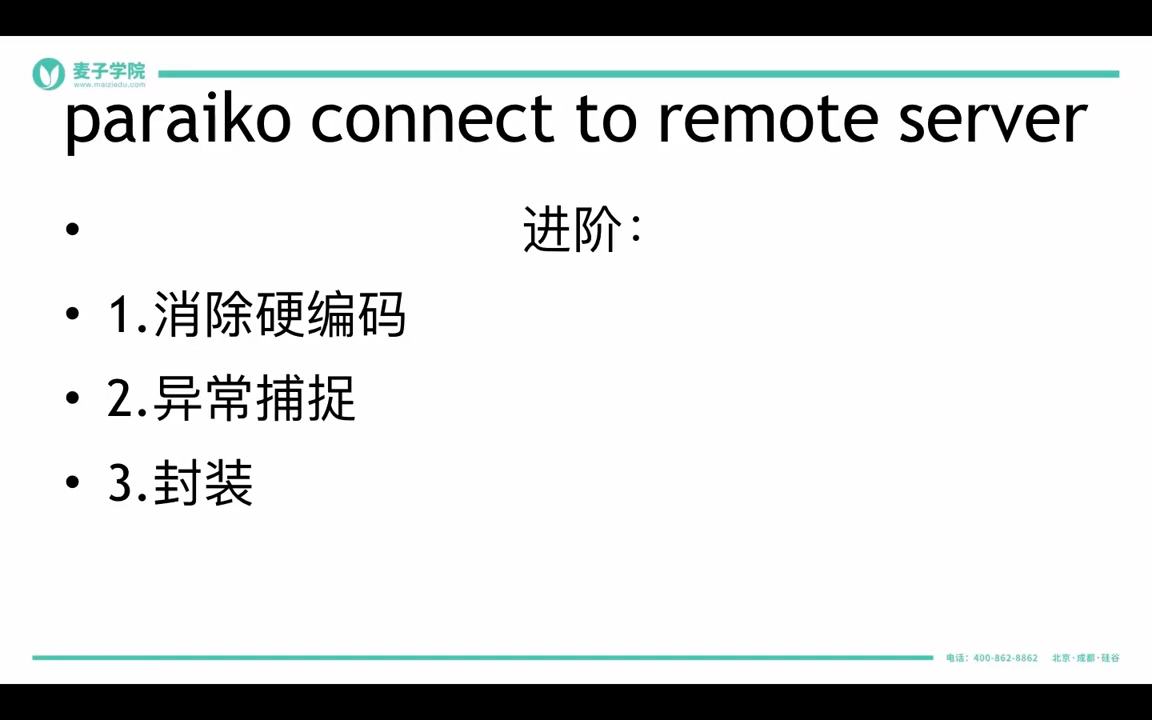 麦子学院
www.maiziedu.com
paraiko connect to remote server
• 进阶：
• 1.消除硬编码
• 2.异常捕捉
• 3.封装
电话：400-862-8862 北京·成都·硅谷